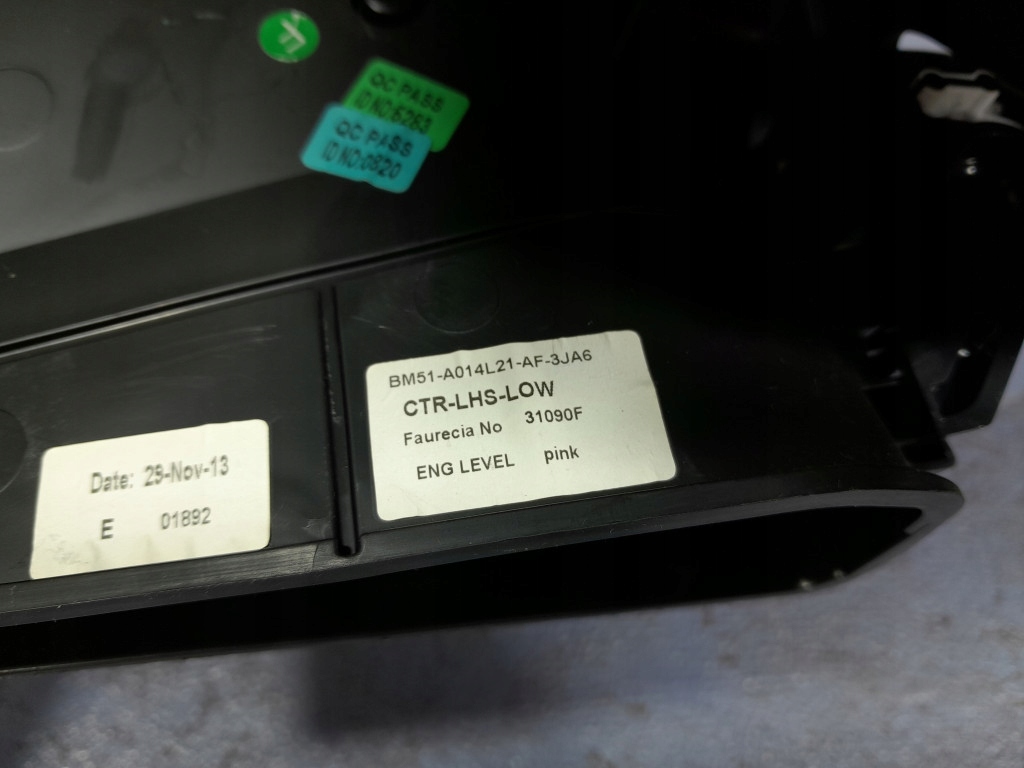 QC PASS
ID NO:6263
QC PASS
ID NO:0820
BM51-A014L21-AF-3JA6
CTR-LHS-LOW
Faurecia No 31090F
ENG LEVEL pink
Date: 29-Nov-13
E 01892